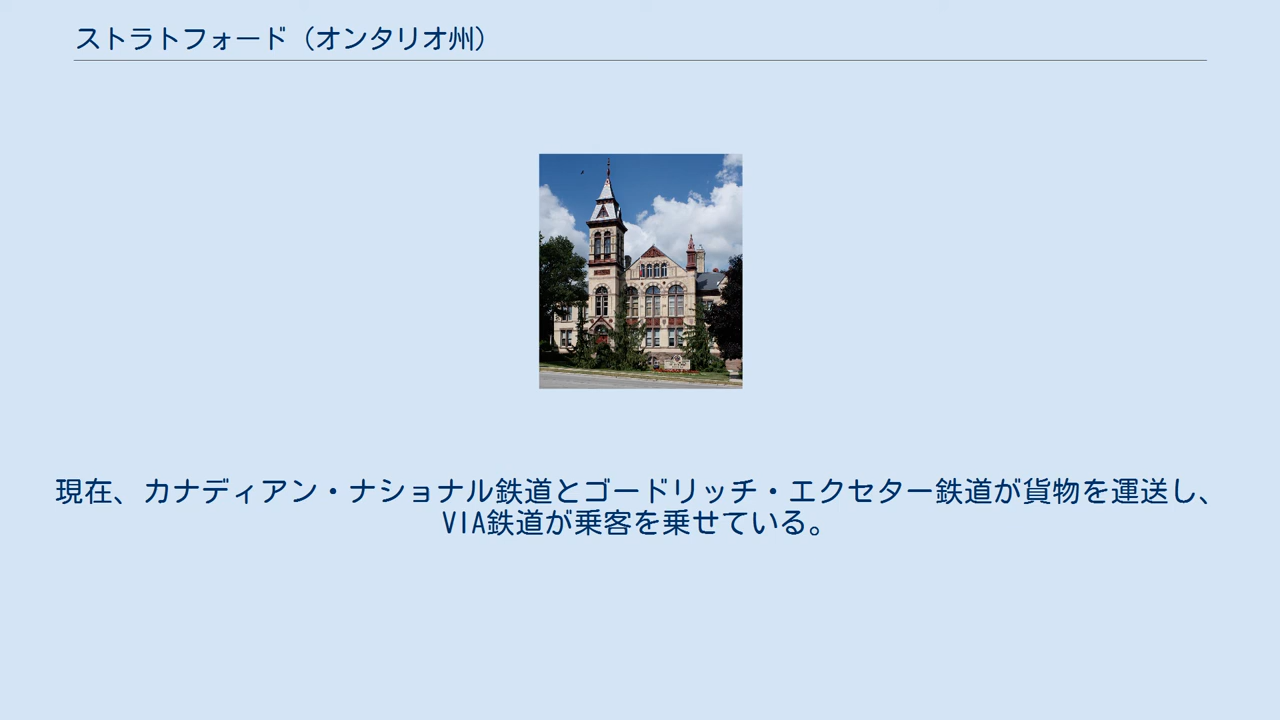 ストラトフォード（オンタリオ州）
現在、カナディアン・ナショナル鉄道とゴードリッチ・エクセター鉄道が貨物を運送し、
VIA鉄道が乗客を乗せている。